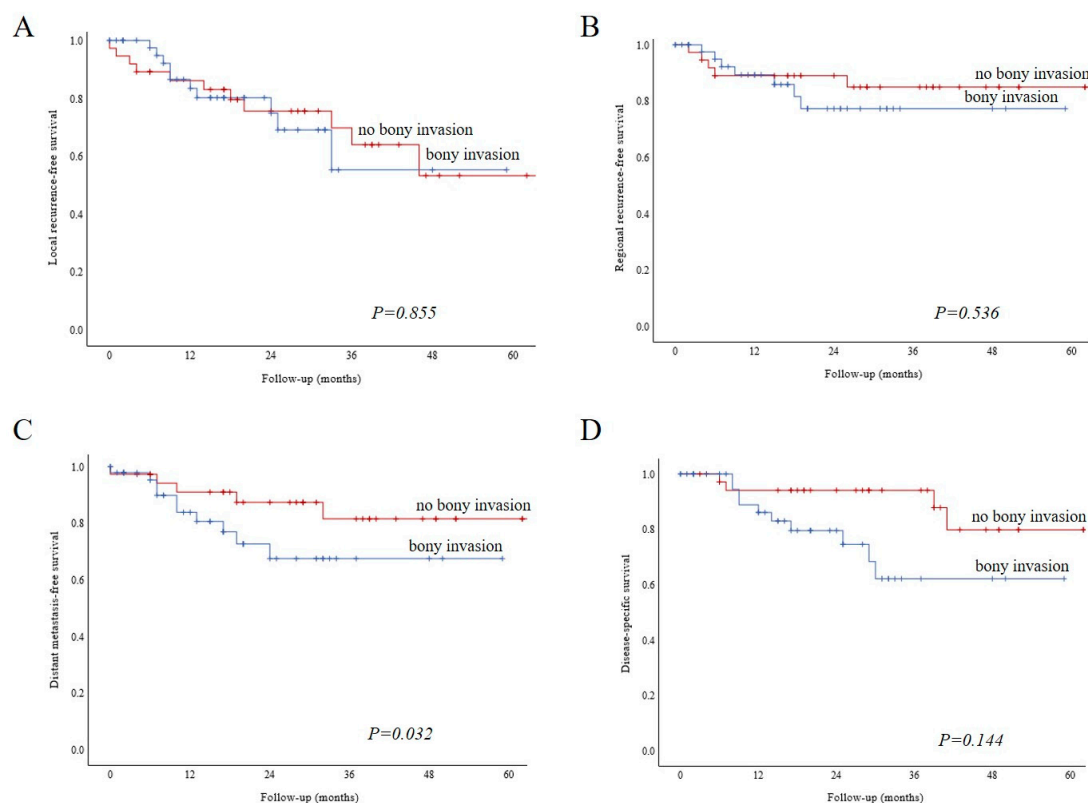 A
Local recurrence-free survival
1.0
0.8
0.6
0.4
0.2
0.0
no bony invasion
bony invasion
P=0.855
0 12 24 36 48 60
Follow-up (months)
B
Regional recurrence-free survival
1.0
0.8
0.6
0.4
0.2
0.0
no bony invasion
bony invasion
P=0.536
0 12 24 36 48 60
Follow-up (months)
C
Distant metastasis-free survival
1.0
0.8
0.6
0.4
0.2
0.0
no bony invasion
bony invasion
P=0.032
0 12 24 36 48 60
Follow-up (months)
D
Disease-specific survival
1.0
0.8
0.6
0.4
0.2
0.0
no bony invasion
bony invasion
P=0.144
0 12 24 36 48 60
Follow-up (months)